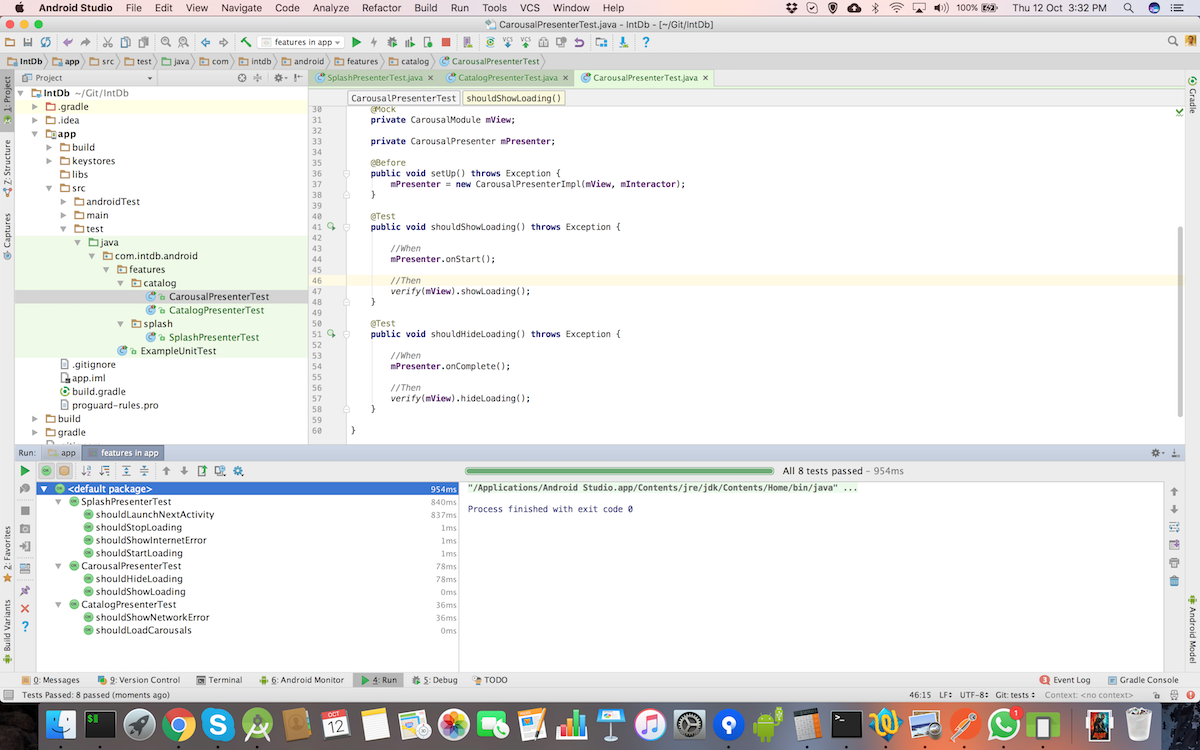 Android Studio File Edit View Navigate Code Analyze Refactor Build Run Tools VCS Window Help 100% Thu 12 Oct 3:32 PM
CarousalPresenterTest.java - IntDb - [~/Git/IntDb]
features in app
IntDb app src test java com intdb android features catalog CarousalPresenterTest
Project SplashPresenterTest.java CatalogPresenterTest.java CarousalPresenterTest.java
1: Project
Z: Structure
Captures
2: Favorites
Build Variants
Gradle
Android Model
IntDb ~/Git/IntDb
.gradle
.idea
app
build
keystores
libs
src
androidTest
main
test
java
com.intdb.android
features
catalog
CarousalPresenterTest
CatalogPresenterTest
splash
SplashPresenterTest
ExampleUnitTest
.gitignore
app.iml
build.gradle
proguard-rules.pro
build
gradle
CarousalPresenterTest shouldShowLoading()
30 @Mock
31 private CarousalModule mView;
32
33 private CarousalPresenter mPresenter;
34
35 @Before
36 public void setUp() throws Exception {
37 mPresenter = new CarousalPresenterImpl(mView, mInteractor);
38 }
39
40 @Test
41 public void shouldShowLoading() throws Exception {
42
43 //When
44 mPresenter.onStart();
45
46 //Then
47 verify(mView).showLoading();
48 }
49
50 @Test
51 public void shouldHideLoading() throws Exception {
52
53 //When
54 mPresenter.onComplete();
55
56 //Then
57 verify(mView).hideLoading();
58 }
59
60 }
Run: app features in app
All 8 tests passed – 954ms
<default package> 954ms
SplashPresenterTest 840ms
shouldLaunchNextActivity 837ms
shouldStopLoading 1ms
shouldShowInternetError 1ms
shouldStartLoading 1ms
CarousalPresenterTest 78ms
shouldHideLoading 78ms
shouldShowLoading 0ms
CatalogPresenterTest 36ms
shouldShowNetworkError 36ms
shouldLoadCarousals 0ms
"/Applications/Android Studio.app/Contents/jre/jdk/Contents/Home/bin/java" ...
Process finished with exit code 0
0: Messages 9: Version Control Terminal 6: Android Monitor 4: Run 5: Debug TODO Event Log Gradle Console
Tests Passed: 8 passed (moments ago) 46:15 LF÷ UTF-8÷ Git: tests÷ Context: <no context>
OCT
12
1